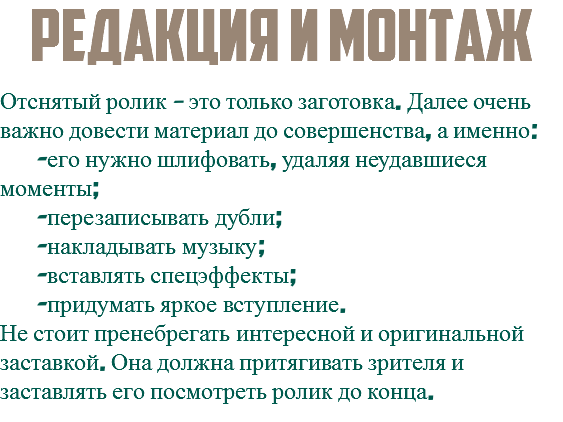 РЕДАКЦИЯ И МОНТАЖ
Отснятый ролик - это только заготовка. Далее очень
важно довести материал до совершенства, а именно:
-его нужно шлифовать, удаляя неудавшиеся
моменты;
-перезаписывать дубли;
-накладывать музыку;
-вставлять спецэффекты;
-придумать яркое вступление.
Не стоит пренебрегать интересной и оригинальной
заставкой. Она должна притягивать зрителя и
заставлять его посмотреть ролик до конца.